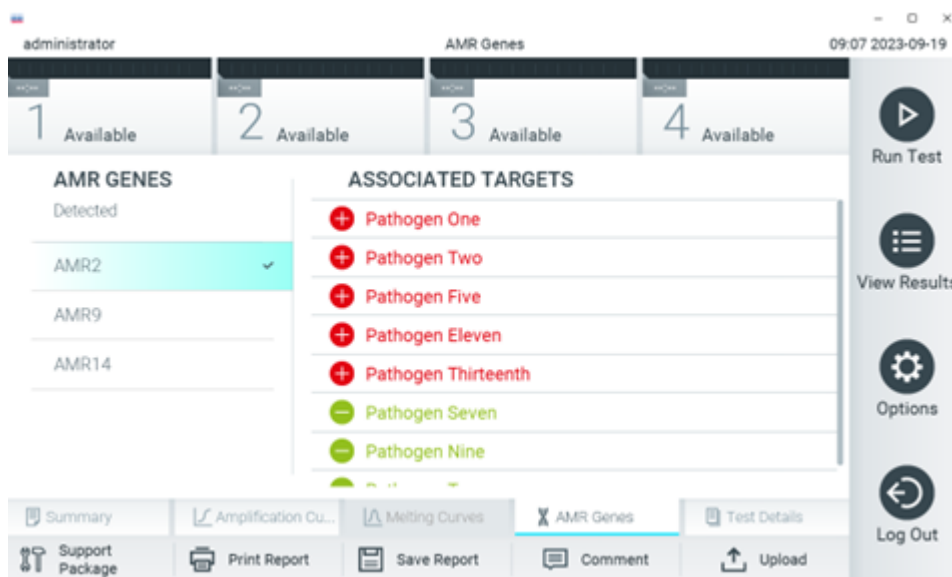 administrator AMR Genes 09:07 2023-09-19
1 Available 2 Available 3 Available 4 Available
Run Test
AMR GENES
Detected
AMR2
AMR9
AMR14
ASSOCIATED TARGETS
Pathogen One
Pathogen Two
Pathogen Five
Pathogen Eleven
Pathogen Thirteenth
Pathogen Seven
Pathogen Nine
View Results
Options
Log Out
Summary Amplification Cu... Melting Curves AMR Genes Test Details
Support Package Print Report Save Report Comment Upload